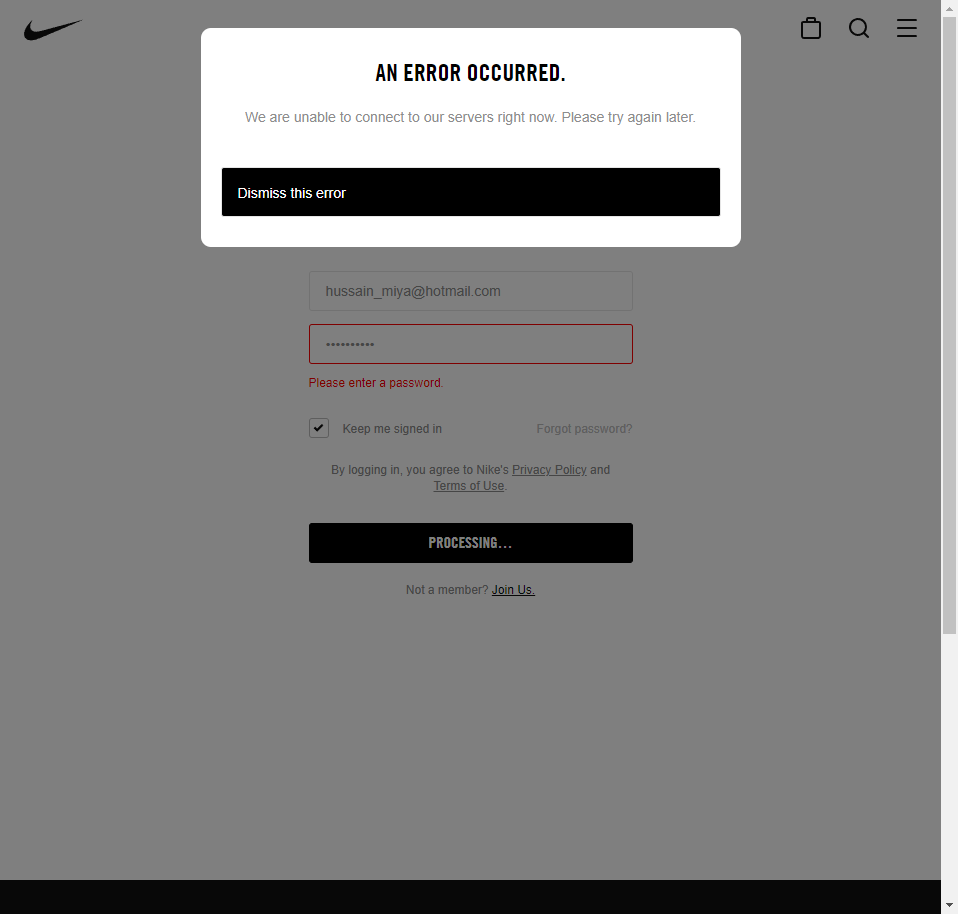 AN ERROR OCCURRED.
We are unable to connect to our servers right now. Please try again later.
Dismiss this error
hussain_miya@hotmail.com
••••••••••
Please enter a password.
Keep me signed in
Forgot password?
By logging in, you agree to Nike's Privacy Policy and
Terms of Use.
PROCESSING...
Not a member? Join Us.